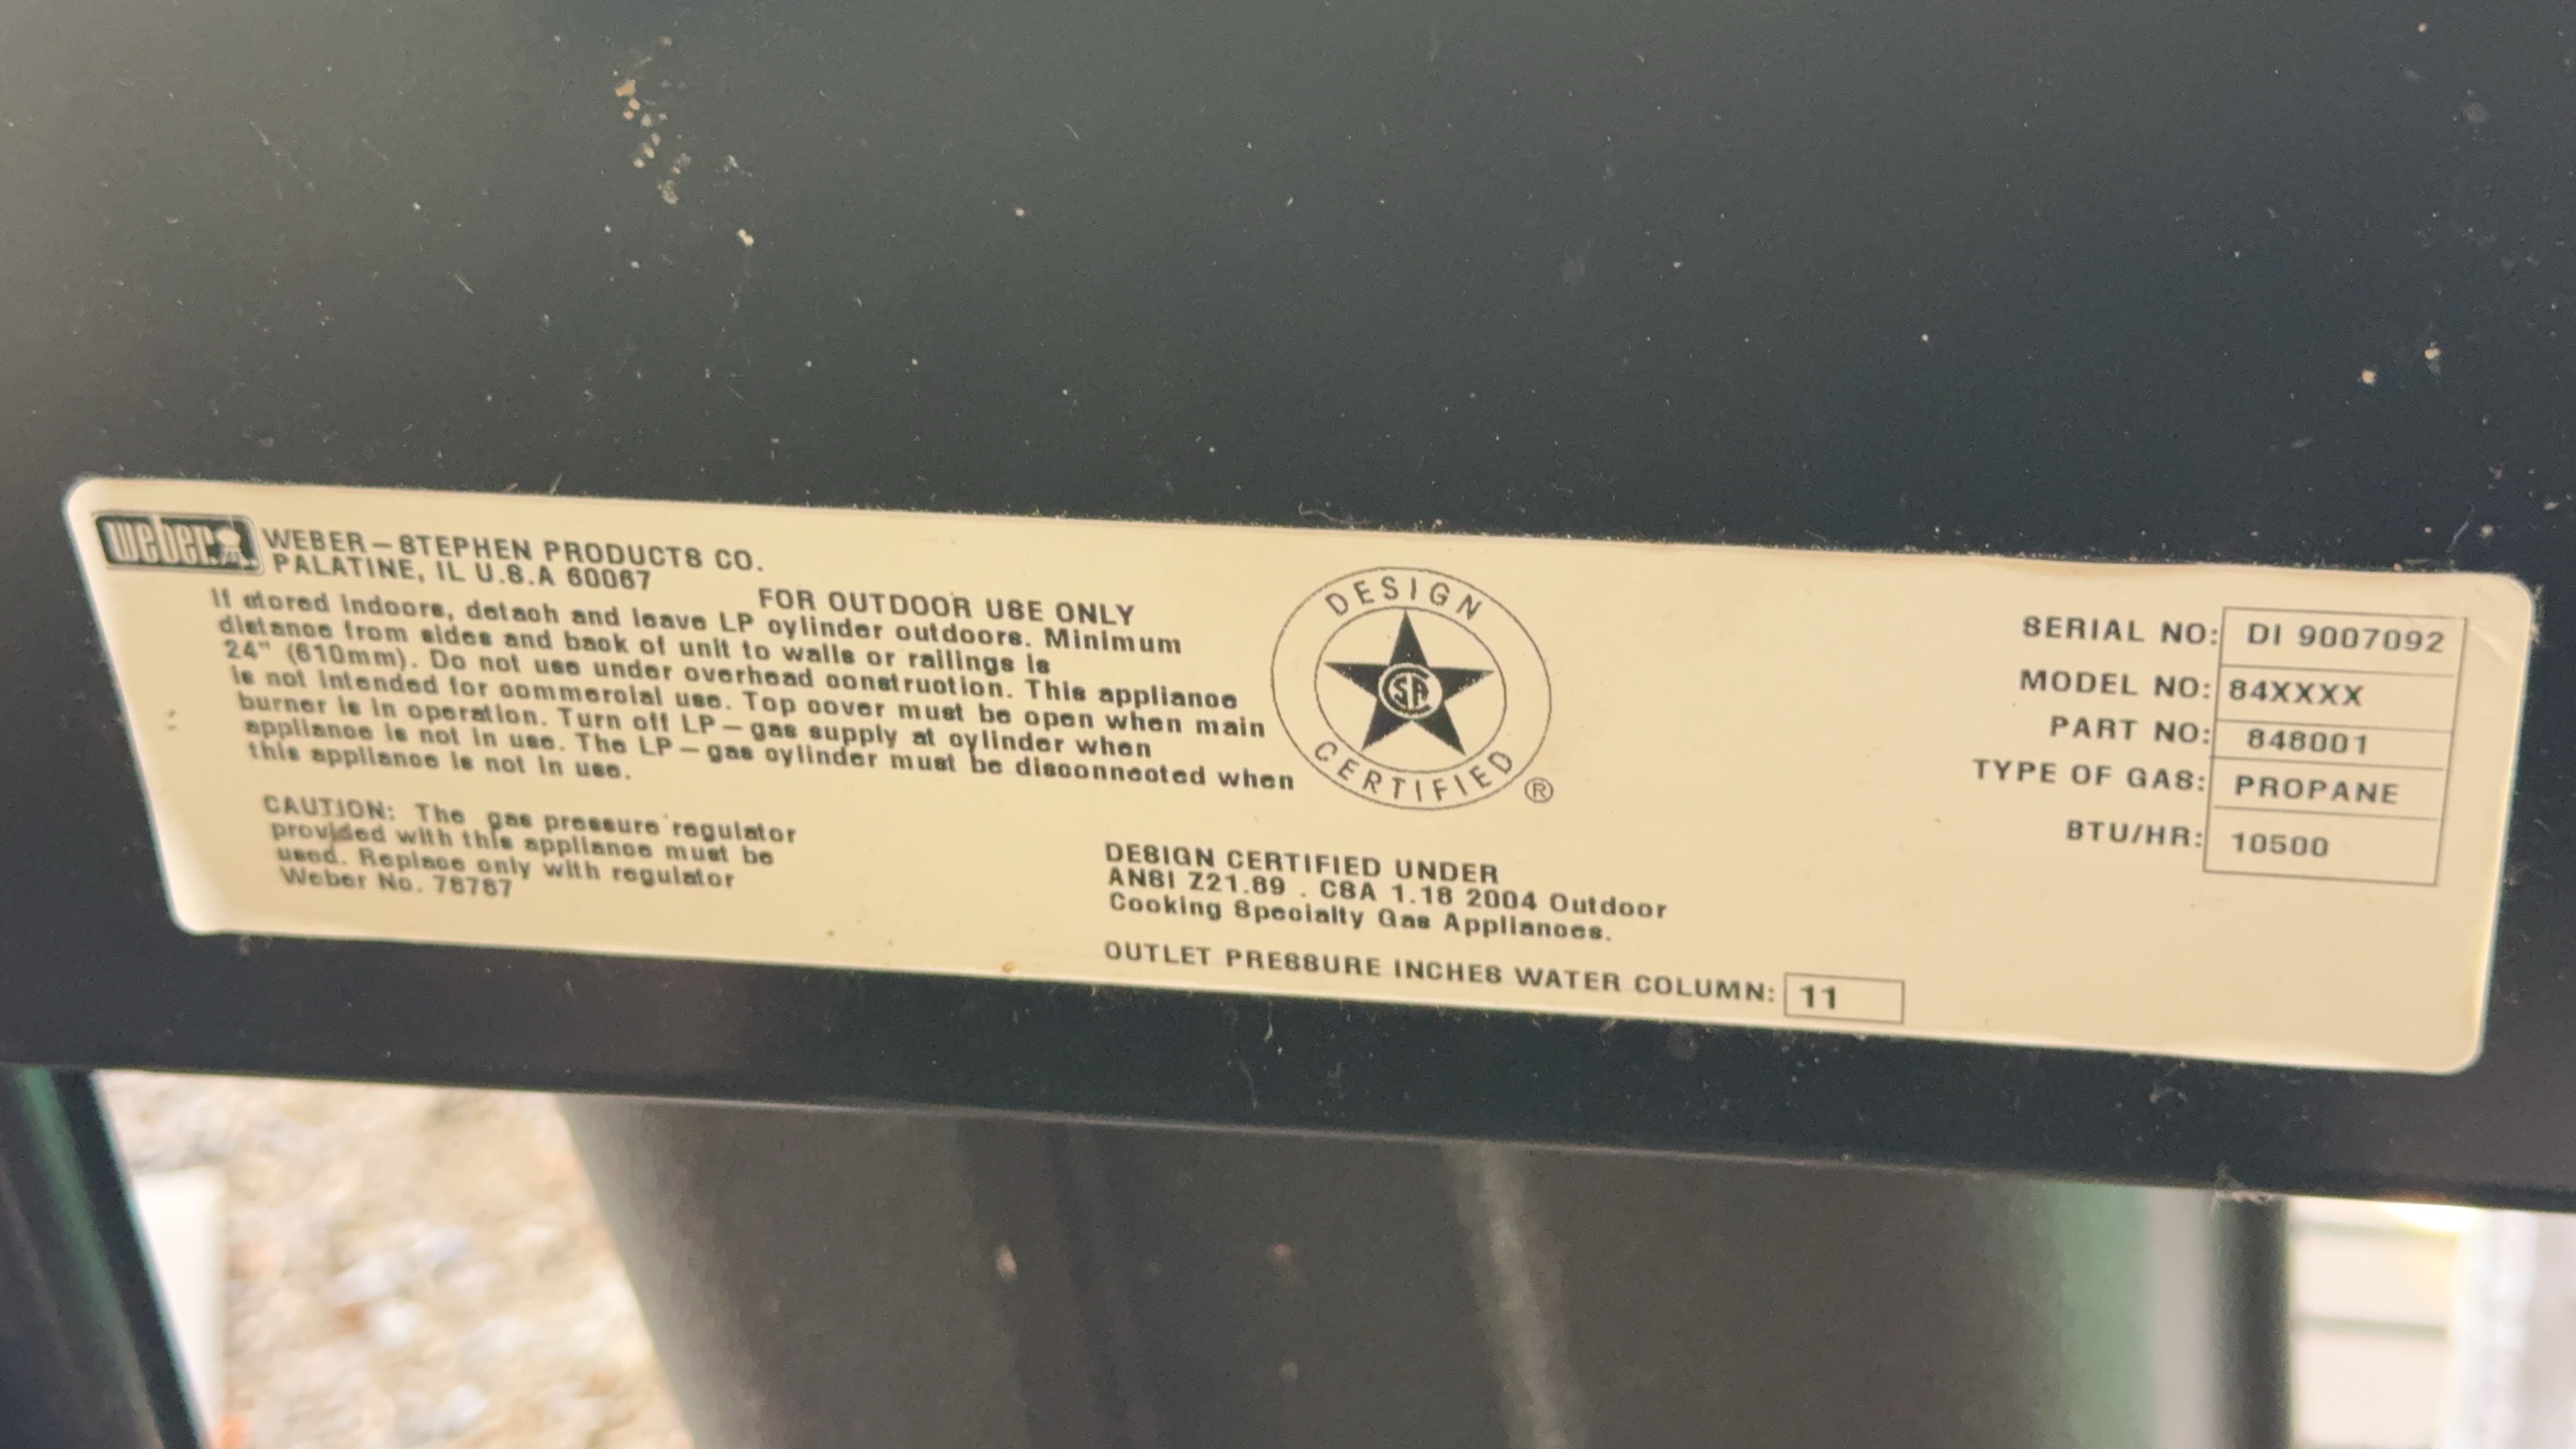 weber
WEBER – STEPHEN PRODUCTS CO.
PALATINE, IL U.S.A 60067
FOR OUTDOOR USE ONLY
If stored indoors, detach and leave LP cylinder outdoors. Minimum
distance from sides and back of unit to walls or railings is
24" (610mm). Do not use under overhead construction. This appliance
is not intended for commercial use. Top cover must be open when main
burner is in operation. Turn off LP – gas supply at cylinder when
appliance is not in use. The LP – gas cylinder must be disconnected when
this appliance is not in use.
CAUTION: The gas pressure regulator
provided with this appliance must be
used. Replace only with regulator
Weber No. 76767
DESIGN
CSA
CERTIFIED
®
DESIGN CERTIFIED UNDER
ANSI Z21.89 . CSA 1.18 2004 Outdoor
Cooking Specialty Gas Appliances.
OUTLET PRESSURE INCHES WATER COLUMN: 11
SERIAL NO: DI 9007092
MODEL NO: 84XXXX
PART NO: 848001
TYPE OF GAS: PROPANE
BTU/HR: 10500